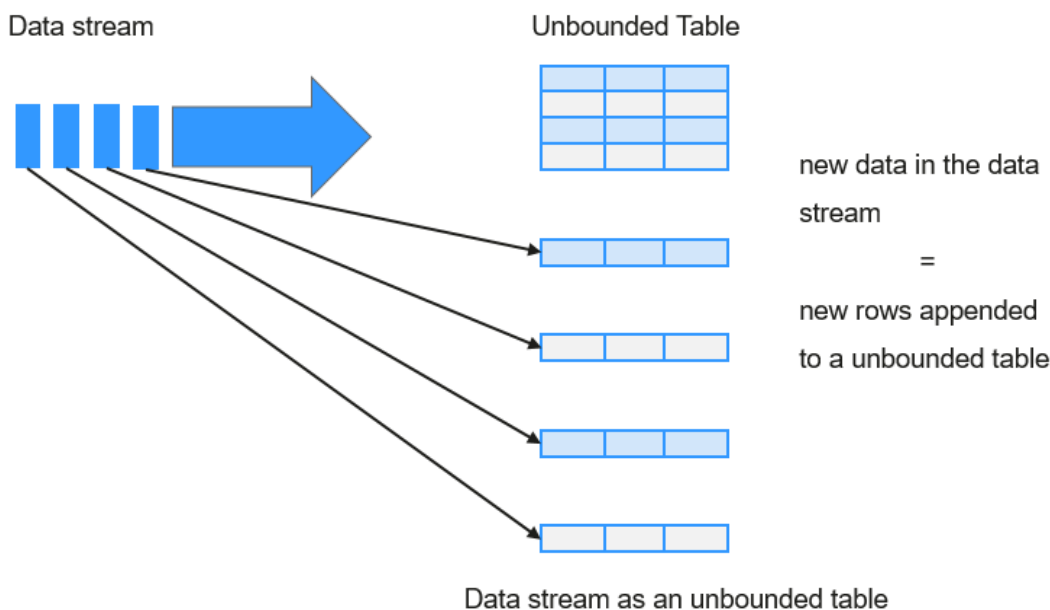 Data stream
Unbounded Table
new data in the data
stream
=
new rows appended
to a unbounded table
Data stream as an unbounded table